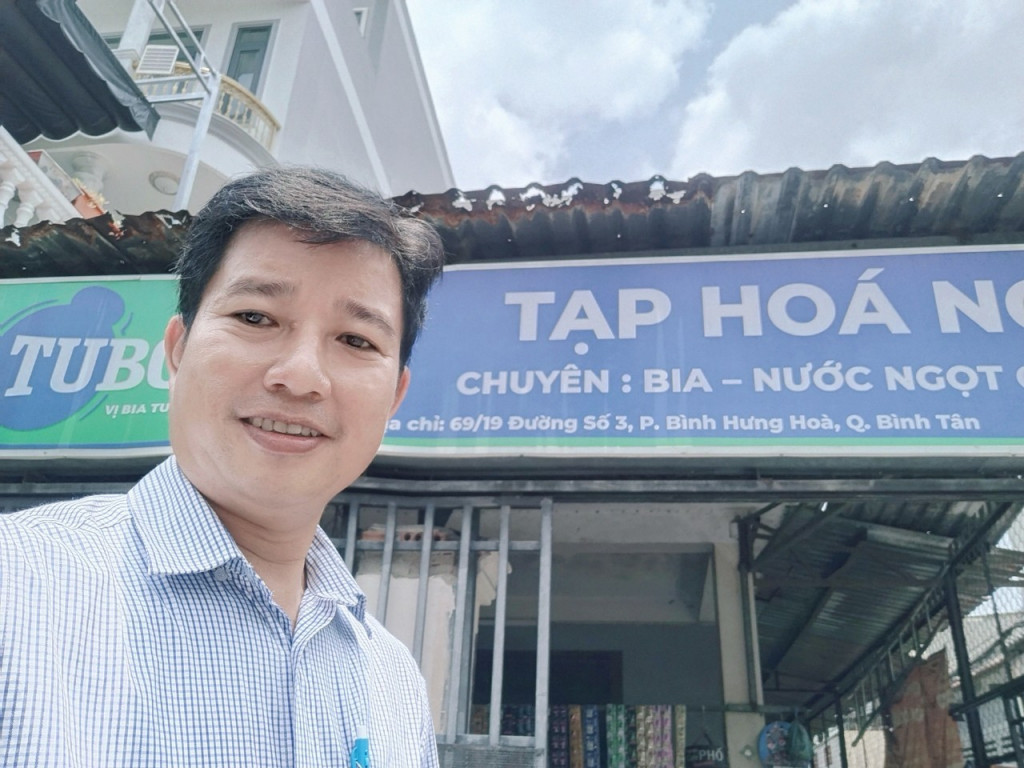 TUBO
VỊ BIA TU
TẠP HOÁ NG
CHUYÊN : BIA – NƯỚC NGỌT
a chỉ: 69/19 Đường Số 3, P. Bình Hưng Hoà, Q. Bình Tân
PHỐ